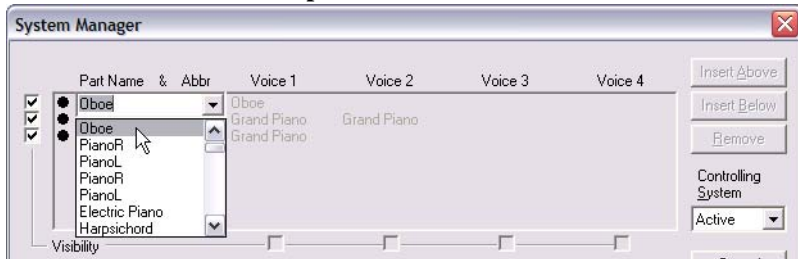 System Manager
Part Name & Abbr Voice 1 Voice 2 Voice 3 Voice 4
Insert Above
Oboe Oboe
Insert Below
Grand Piano Grand Piano
Oboe
Grand Piano
Remove
PianoR
PianoL
PianoR
Controlling
System
PianoL
Electric Piano
Active
Harpsichord
Visibility